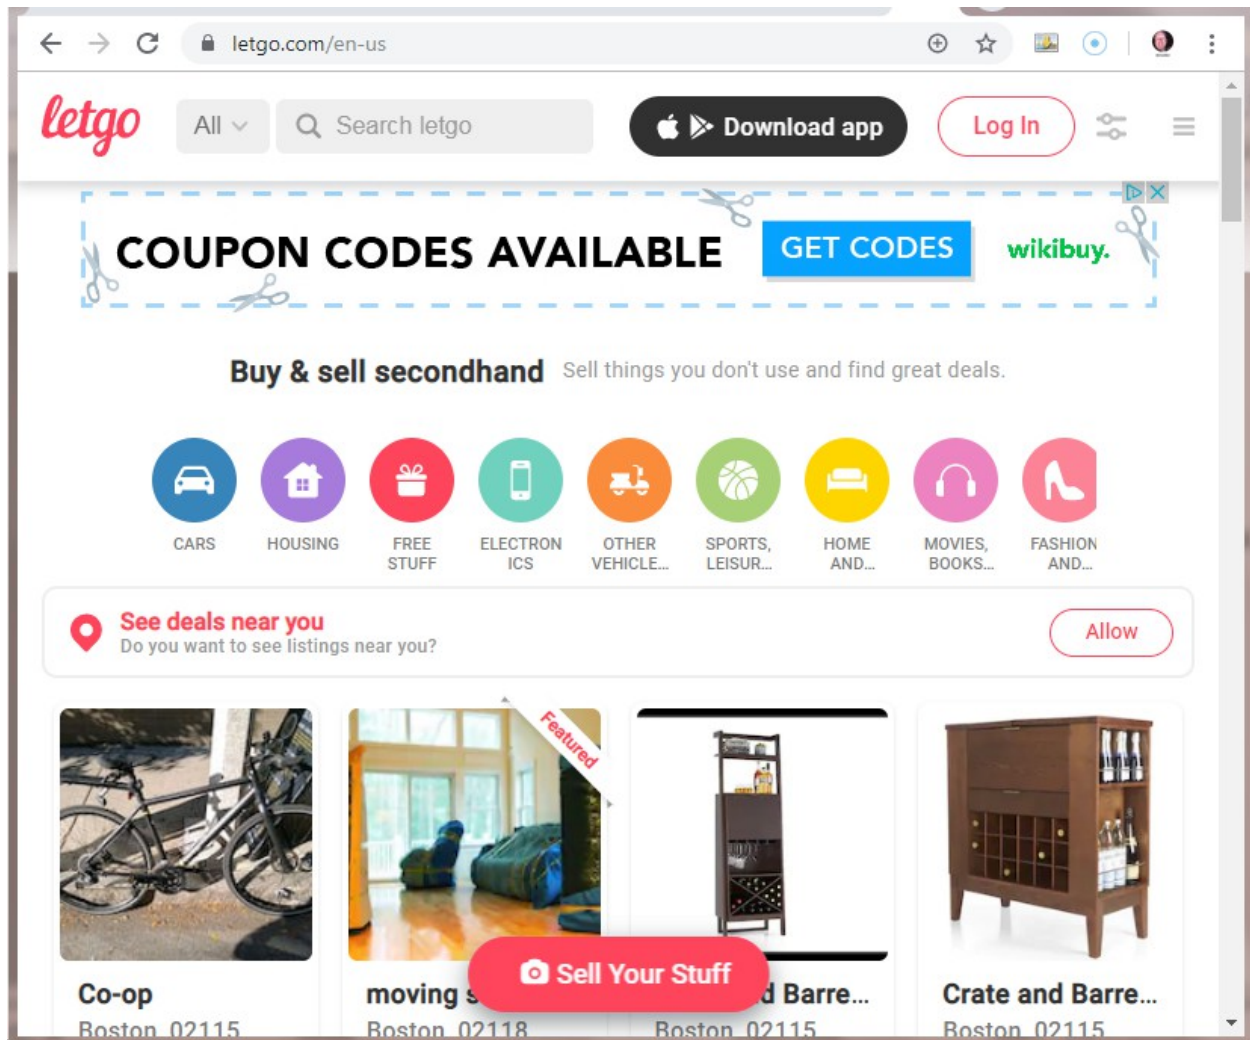 letgo.com/en-us
letgo
All
Search letgo
Download app
Log In
COUPON CODES AVAILABLE
GET CODES
wikibuy.
Buy & sell secondhand
Sell things you don't use and find great deals.
CARS
HOUSING
FREE
STUFF
ELECTRON
ICS
OTHER
VEHICLE...
SPORTS,
LEISUR...
HOME
AND...
MOVIES,
BOOKS...
FASHION
AND...
See deals near you
Do you want to see listings near you?
Allow
Featured
Sell Your Stuff
Co-op
moving s
d Barre...
Crate and Barre...
Boston, 02115
Boston, 02118
Boston, 02115
Boston, 02115